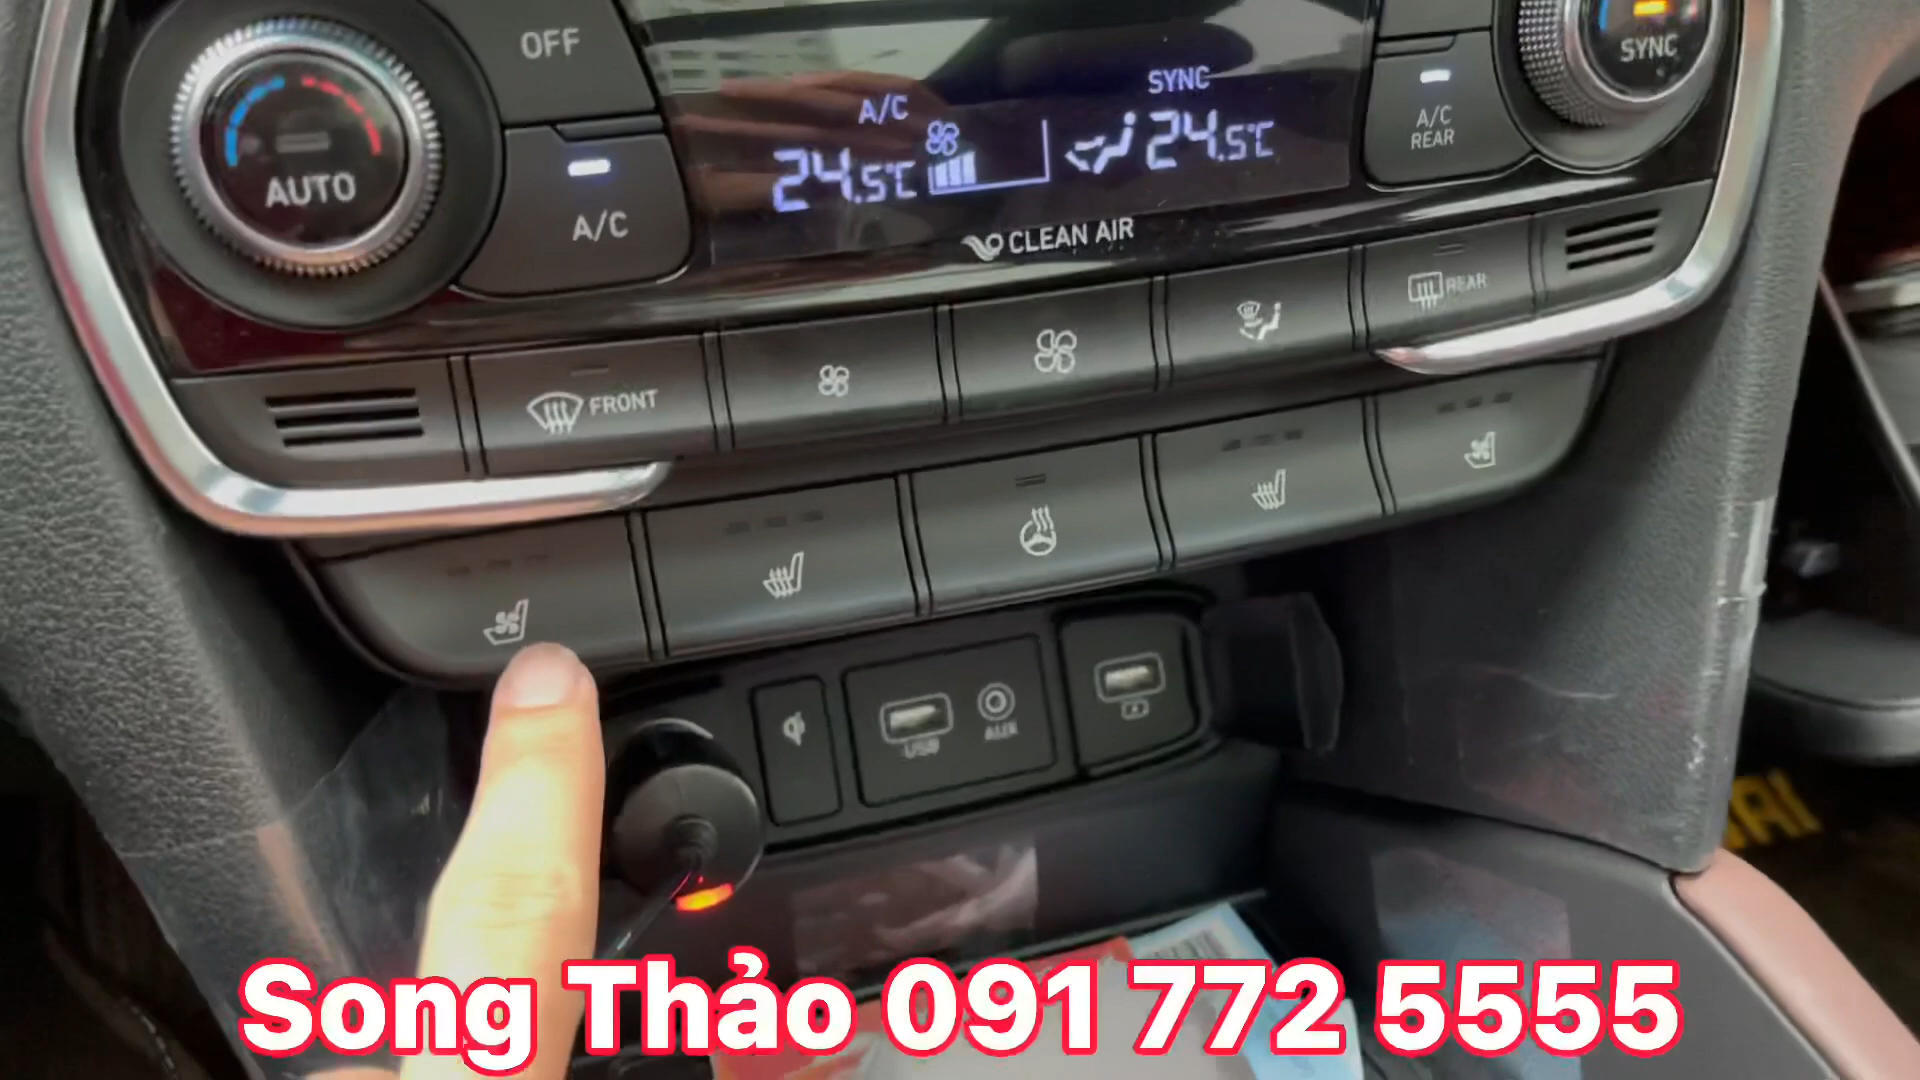 OFF
SYNC
AUTO
A/C
A/C
24.5°C
SYNC
24.5°C
A/C
REAR
CLEAN AIR
FRONT
REAR
USB
AUX
Song Thảo 091 772 5555